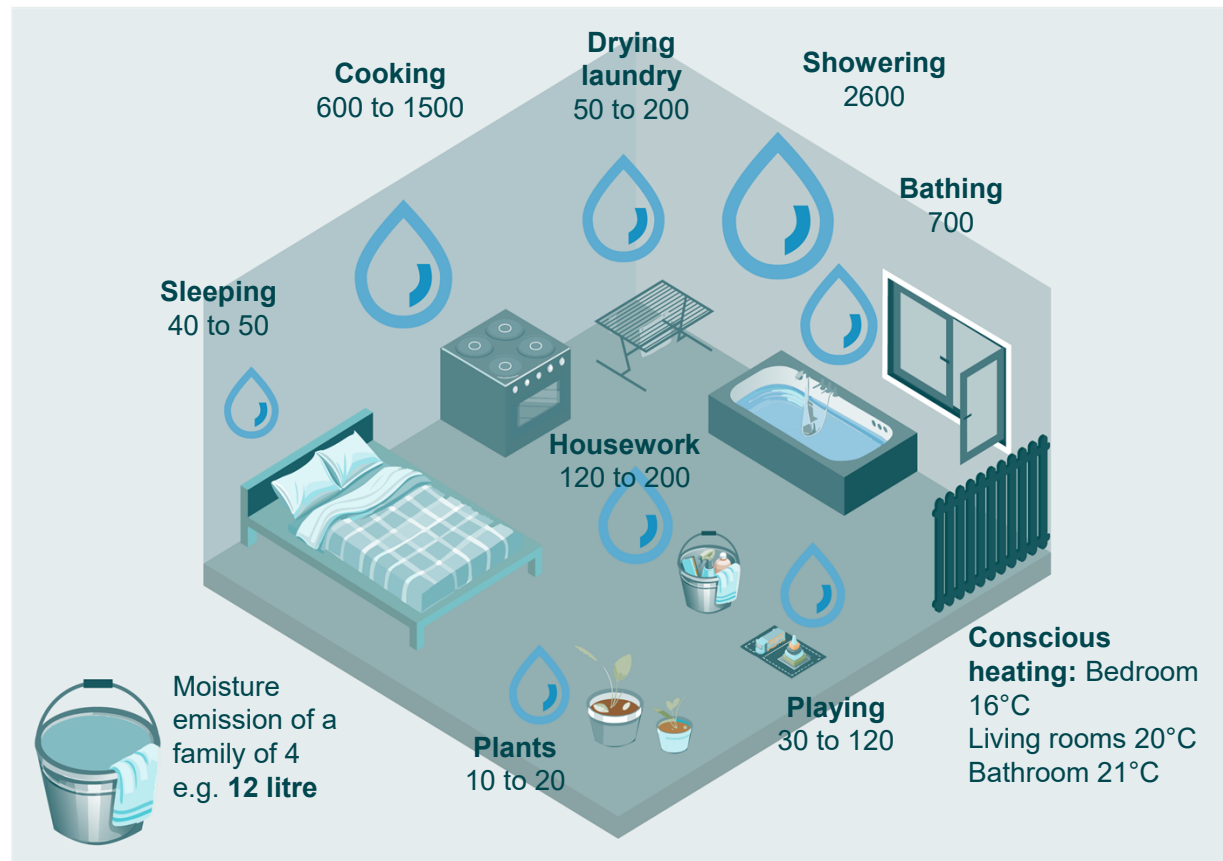 Cooking
600 to 1500
Drying
laundry
50 to 200
Showering
2600
Bathing
700
Sleeping
40 to 50
Housework
120 to 200
Conscious
heating: Bedroom
16°C
Living rooms 20°C
Bathroom 21°C
Moisture
emission of a
family of 4
e.g. 12 litre
Plants
10 to 20
Playing
30 to 120